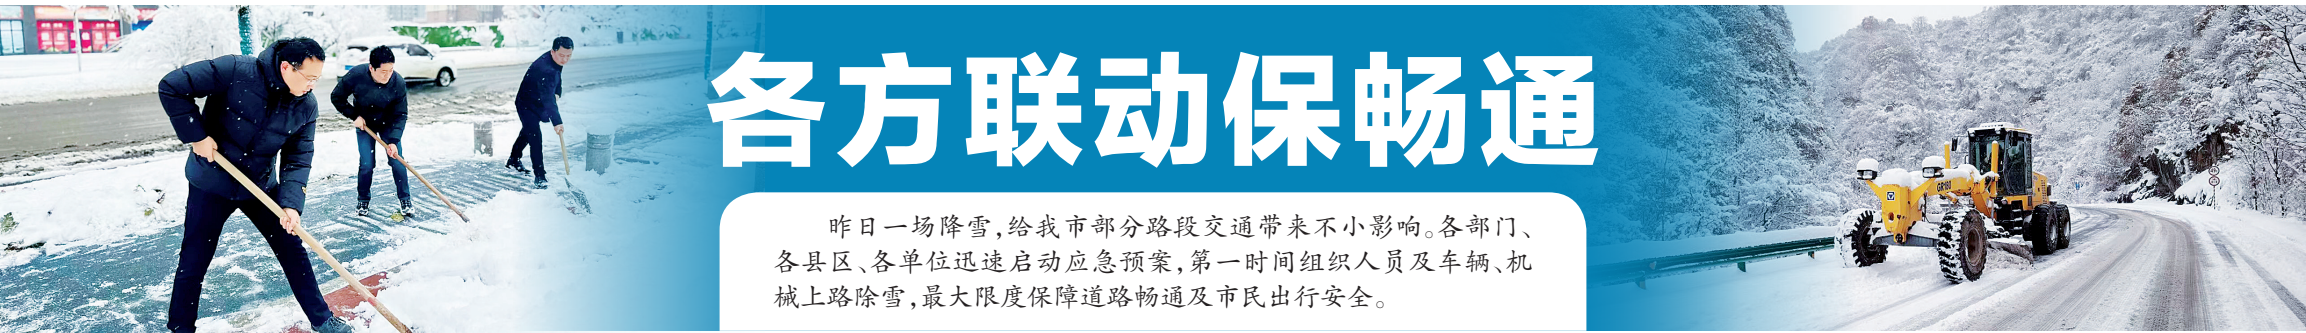 各方联动保畅通
昨日一场降雪，给我市部分路段交通带来不小影响。各部门、
各县区、各单位迅速启动应急预案，第一时间组织人员及车辆、机
械上路除雪，最大限度保障道路畅通及市民出行安全。
GR180